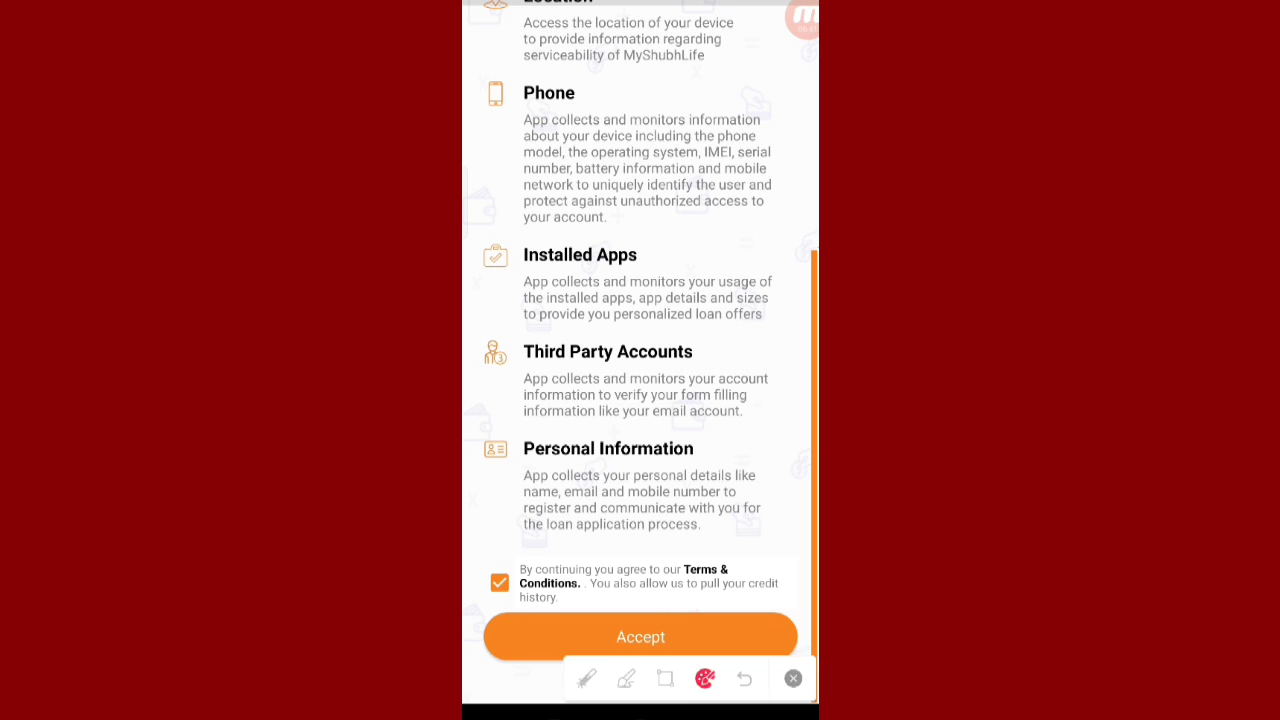 Location
Access the location of your device
to provide information regarding
serviceability of MyShubhLife
Phone
App collects and monitors information
about your device including the phone
model, the operating system, IMEI, serial
number, battery information and mobile
network to uniquely identify the user and
protect against unauthorized access to
your account.
Installed Apps
App collects and monitors your usage of
the installed apps, app details and sizes
to provide you personalized loan offers
Third Party Accounts
App collects and monitors your account
information to verify your form filling
information like your email account.
Personal Information
App collects your personal details like
name, email and mobile number to
register and communicate with you for
the loan application process.
By continuing you agree to our Terms &
Conditions. . You also allow us to pull your credit
history.
Accept